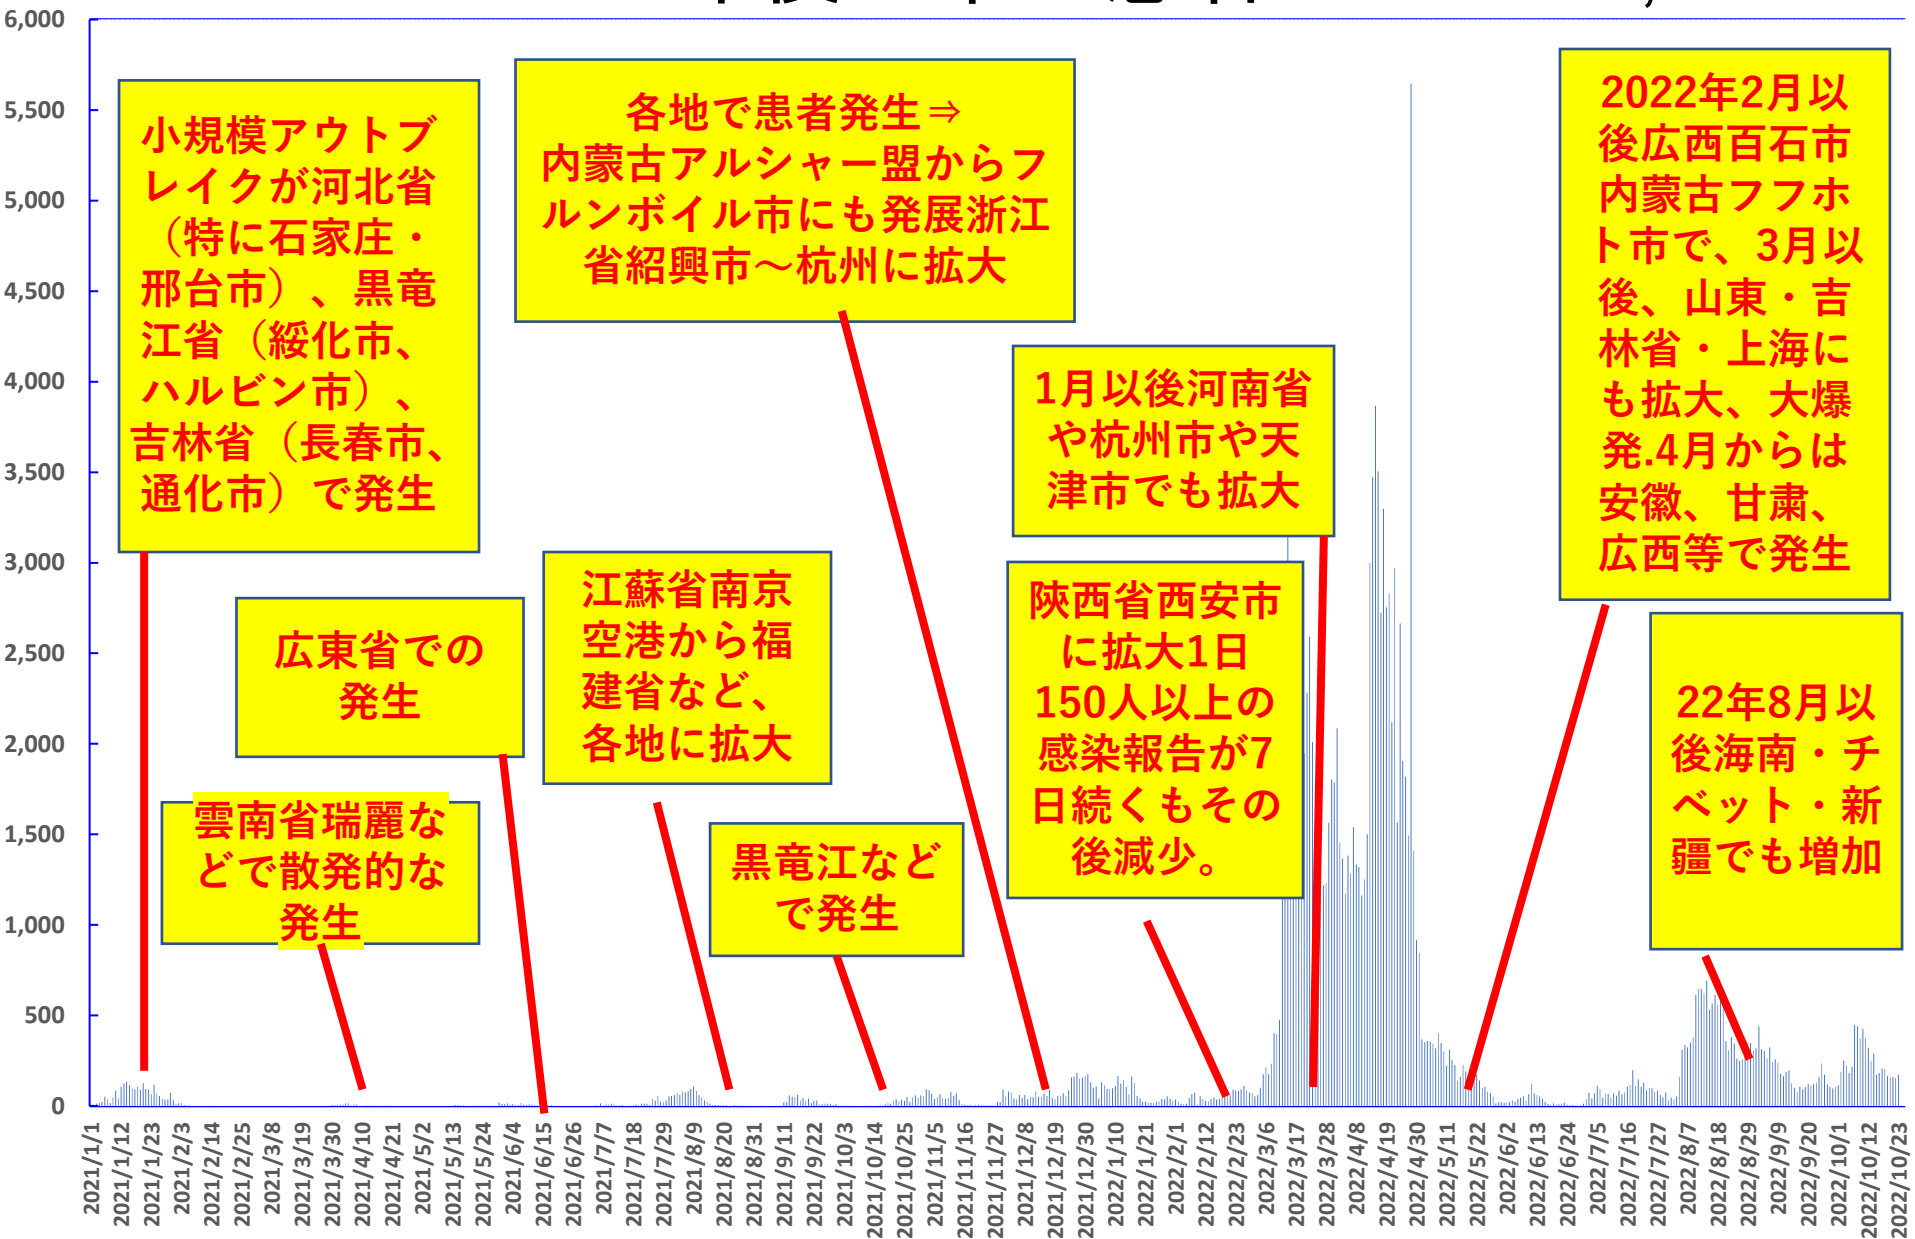 6,000
5,500
5,000
4,500
4,000
3,500
3,000
2,500
2,000
1,500
1,000
500
0
小規模アウトブ
レイクが河北省
（特に石家庄・
邢台市）、黒竜
江省（綏化市、
ハルビン市）、
吉林省（長春市、
通化市）で発生
各地で患者発生⇒
内蒙古アルシャー盟からフ
ルンボイル市にも発展浙江
省紹興市～杭州に拡大
2022年2月以
後広西百石市
内蒙古フフホ
ト市で、3月以
後、山東・吉
林省・上海に
も拡大、大爆
発.4月からは
安徽、甘粛、
広西等で発生
1月以後河南省
や杭州市や天
津市でも拡大
江蘇省南京
空港から福
建省など、
各地に拡大
陝西省西安市
に拡大1日
150人以上の
感染報告が7
日続くもその
後減少。
広東省での
発生
22年8月以
後海南・チ
ベット・新
疆でも増加
雲南省瑞麗な
どで散発的な
発生
黒竜江など
で発生
2021/1/1
2021/1/12
2021/1/23
2021/2/3
2021/2/14
2021/2/25
2021/3/8
2021/3/19
2021/3/30
2021/4/10
2021/4/21
2021/5/2
2021/5/13
2021/5/24
2021/6/4
2021/6/15
2021/6/26
2021/7/7
2021/7/18
2021/7/29
2021/8/9
2021/8/20
2021/8/31
2021/9/11
2021/9/22
2021/10/3
2021/10/14
2021/10/25
2021/11/5
2021/11/16
2021/11/27
2021/12/8
2021/12/19
2021/12/30
2022/1/10
2022/1/21
2022/2/1
2022/2/12
2022/2/23
2022/3/6
2022/3/17
2022/3/28
2022/4/8
2022/4/19
2022/4/30
2022/5/11
2022/5/22
2022/6/2
2022/6/13
2022/6/24
2022/7/5
2022/7/16
2022/7/27
2022/8/7
2022/8/18
2022/8/29
2022/9/9
2022/9/20
2022/10/1
2022/10/12
2022/10/23